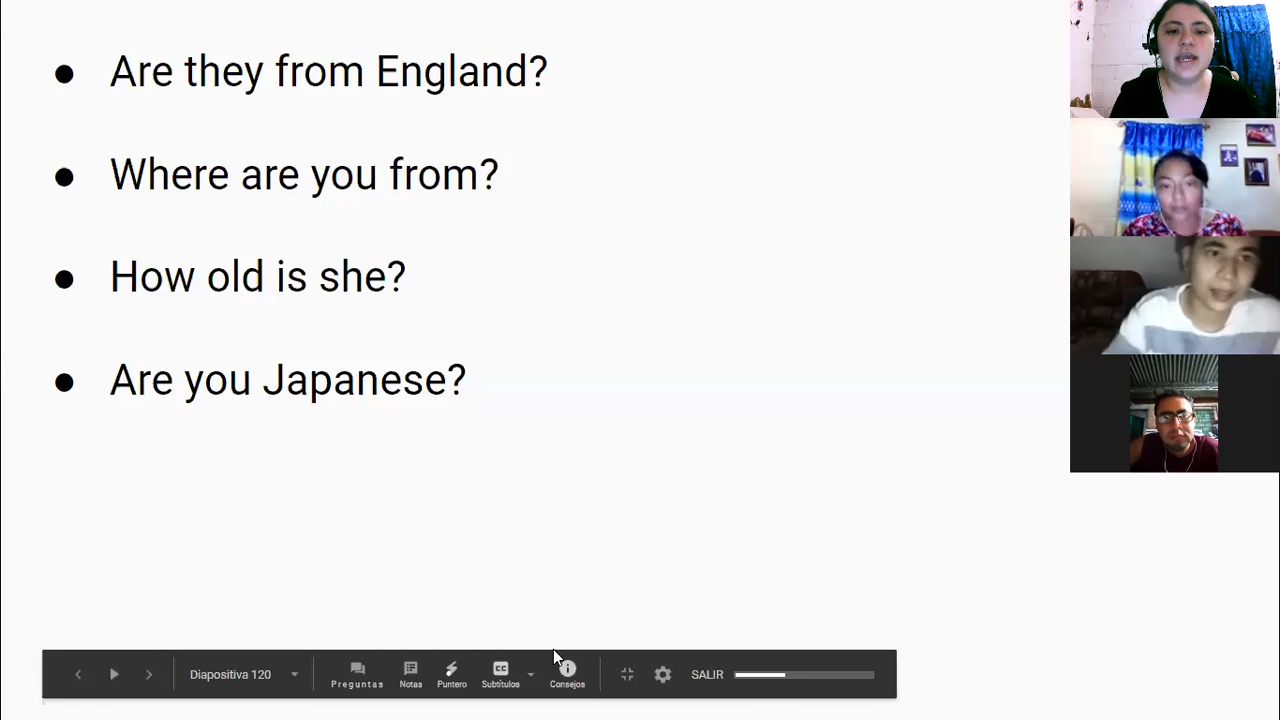 ● Are they from England?
● Where are you from?
● How old is she?
● Are you Japanese?
Diapositiva 120
Preguntas
Notas
Puntero
Subtítulos
Consejos
SALIR